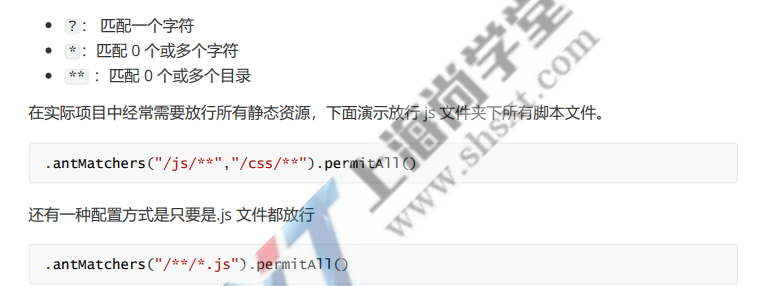 ? ： 匹配一个字符
* ：匹配 0 个或多个字符
** ：匹配 0 个或多个目录
在实际项目中经常需要放行所有静态资源，下面演示放行 js 文件夹下所有脚本文件。
.antMatchers("/js/**","/css/**").permitAll()
还有一种配置方式是只要是.js 文件都放行
.antMatchers("/**/*.js").permitAll()
上海尚学堂
www.shsxt.com